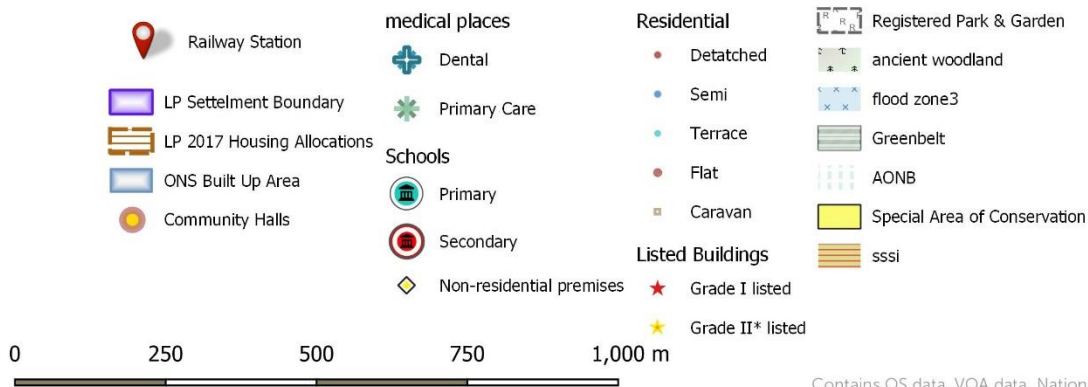 Railway Station
LP Settelment Boundary
LP 2017 Housing Allocations
ONS Built Up Area
Community Halls
medical places
Dental
Primary Care
Schools
Primary
Secondary
Non-residential premises
Residential
Detatched
Semi
Terrace
Flat
Caravan
Listed Buildings
Grade I listed
Grade II* listed
Registered Park & Garden
ancient woodland
flood zone3
Greenbelt
AONB
Special Area of Conservation
sssi
0 250 500 750 1,000 m
Contains OS data, VOA data, Nation